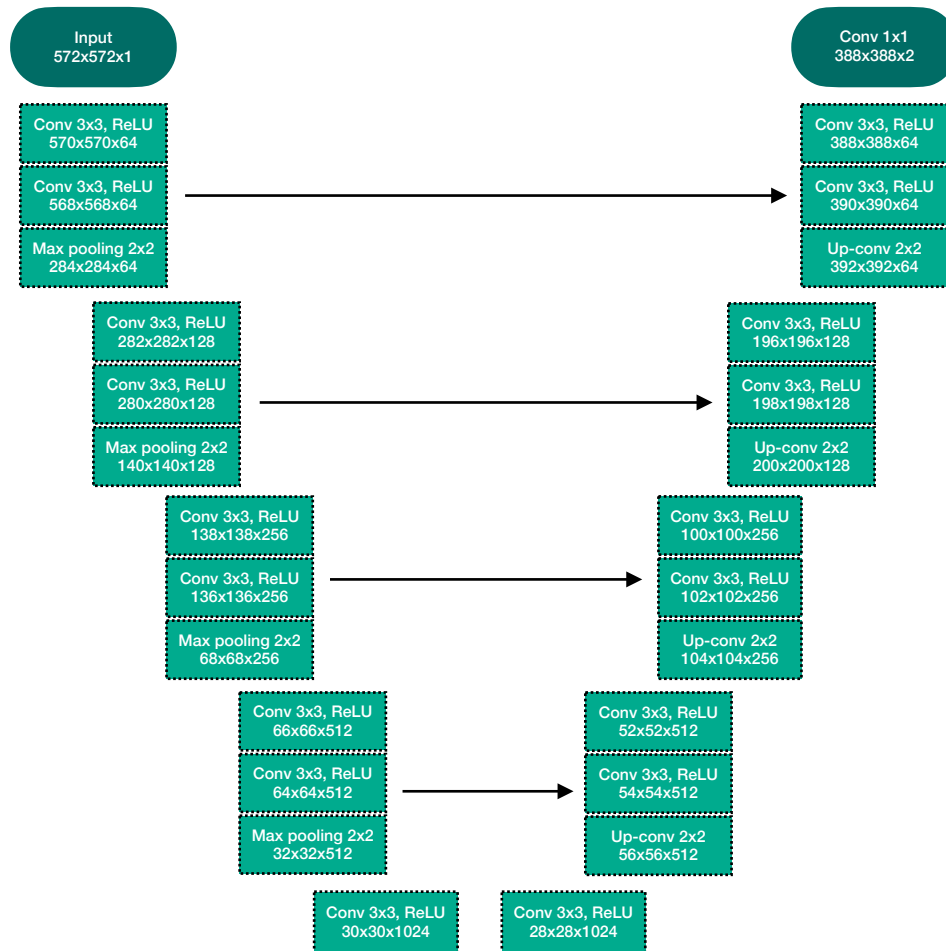 Input
572x572x1
Conv 3x3, ReLU
570x570x64
Conv 3x3, ReLU
568x568x64
Max pooling 2x2
284x284x64
Conv 3x3, ReLU
282x282x128
Conv 3x3, ReLU
280x280x128
Max pooling 2x2
140x140x128
Conv 3x3, ReLU
138x138x256
Conv 3x3, ReLU
136x136x256
Max pooling 2x2
68x68x256
Conv 3x3, ReLU
66x66x512
Conv 3x3, ReLU
64x64x512
Max pooling 2x2
32x32x512
Conv 3x3, ReLU
30x30x1024
Conv 3x3, ReLU
28x28x1024
Conv 1x1
388x388x2
Conv 3x3, ReLU
388x388x64
Conv 3x3, ReLU
390x390x64
Up-conv 2x2
392x392x64
Conv 3x3, ReLU
196x196x128
Conv 3x3, ReLU
198x198x128
Up-conv 2x2
200x200x128
Conv 3x3, ReLU
100x100x256
Conv 3x3, ReLU
102x102x256
Up-conv 2x2
104x104x256
Conv 3x3, ReLU
52x52x512
Conv 3x3, ReLU
54x54x512
Up-conv 2x2
56x56x512